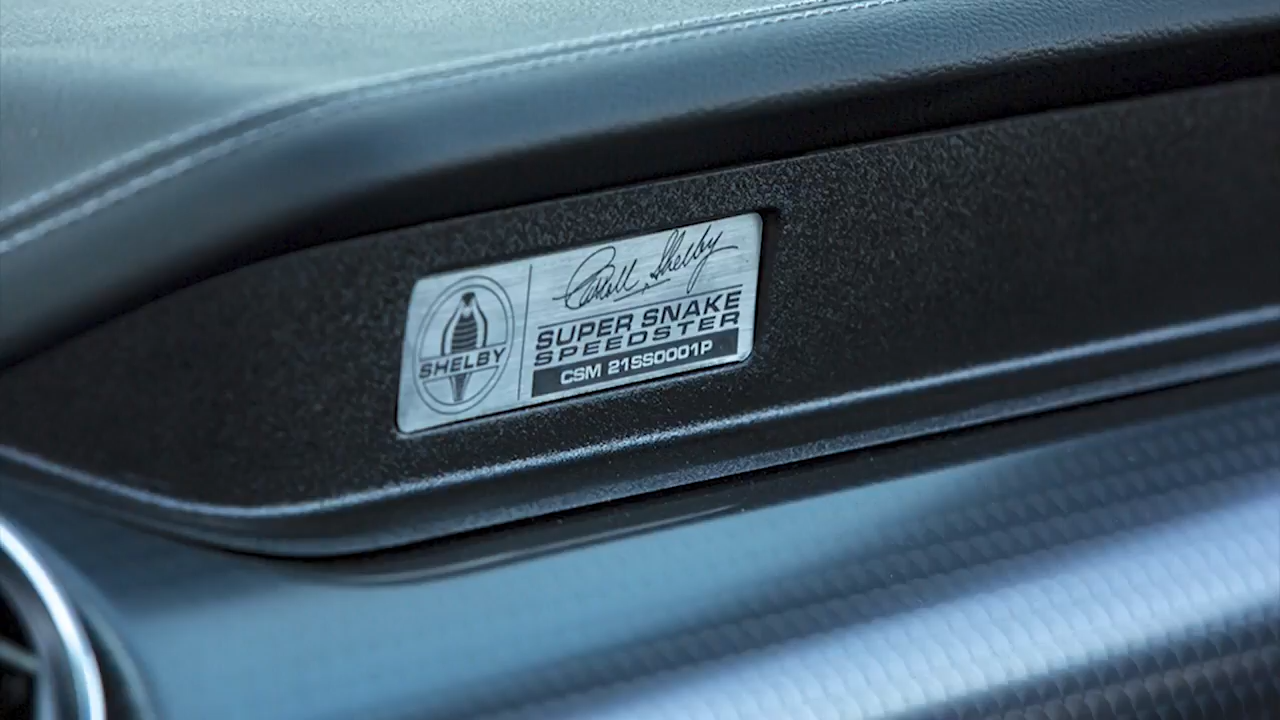 SHELBY
Carroll Shelby
SUPER SNAKE
SPEEDSTER
CSM 21SS0001P